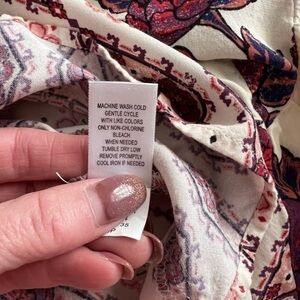 MACHINE WASH COLD
GENTLE CYCLE
WITH LIKE COLORS
ONLY NON-CHLORINE
BLEACH
WHEN NEEDED
TUMBLE DRY LOW
REMOVE PROMPTLY
COOL IRON IF NEEDED